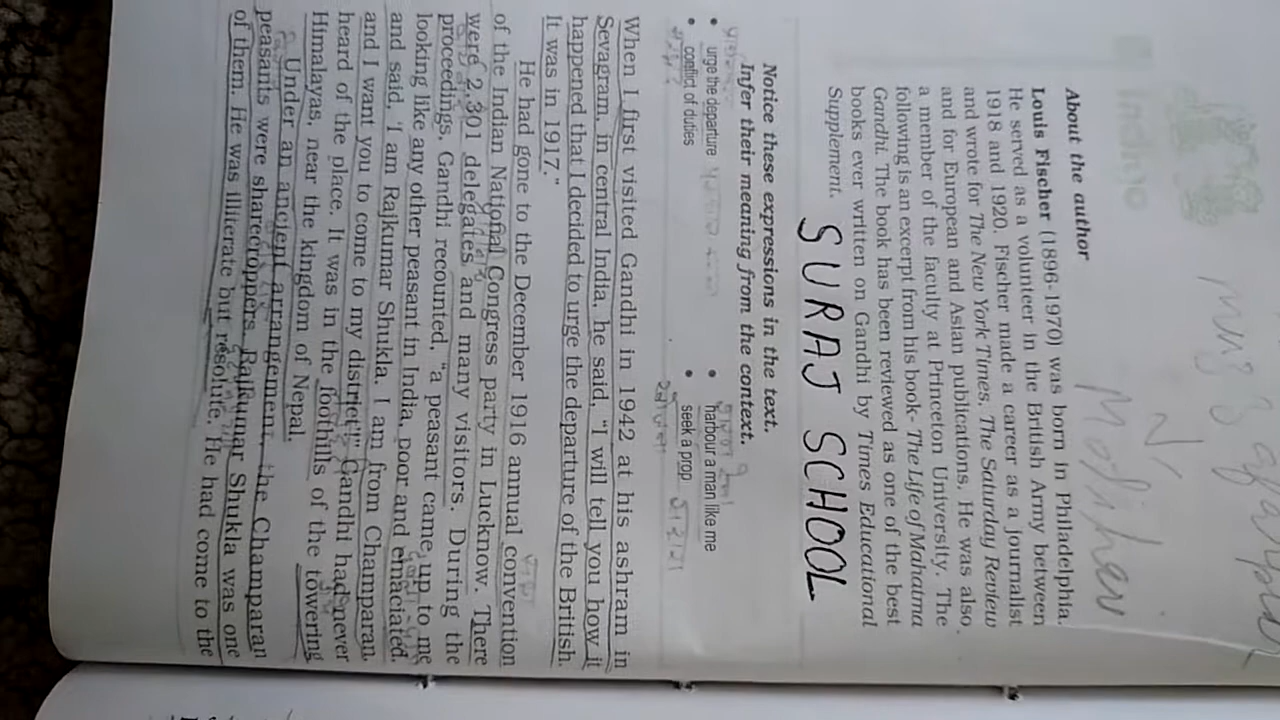 About the author
Louis Fischer (1896-1970) was born in Philadelphia.
He served as a volunteer in the British Army between
1918 and 1920. Fischer made a career as a journalist
and wrote for The New York Times, The Saturday Review
and for European and Asian publications. He was also
a member of the faculty at Princeton University. The
following is an excerpt from his book- The Life of Mahatma
Gandhi. The book has been reviewed as one of the best
books ever written on Gandhi by Times Educational
Supplement.
SURAJ SCHOOL
Notice these expressions in the text.
Infer their meaning from the context.
• urge the departure • harbour a man like me
• conflict of duties • seek a prop
When I first visited Gandhi in 1942 at his ashram in
Sevagram, in central India, he said, “I will tell you how it
happened that I decided to urge the departure of the British.
It was in 1917.”
He had gone to the December 1916 annual convention
of the Indian National Congress party in Lucknow. There
were 2,301 delegates and many visitors. During the
proceedings, Gandhi recounted, “a peasant came up to me
looking like any other peasant in India, poor and emaciated,
and said, ‘I am Rajkumar Shukla. I am from Champaran,
and I want you to come to my district!’’’ Gandhi had never
heard of the place. It was in the foothills of the towering
Himalayas, near the kingdom of Nepal.
Under an ancient arrangement, the Champaran
peasants were sharecroppers. Rajkumar Shukla was one
of them. He was illiterate but resolute. He had come to the